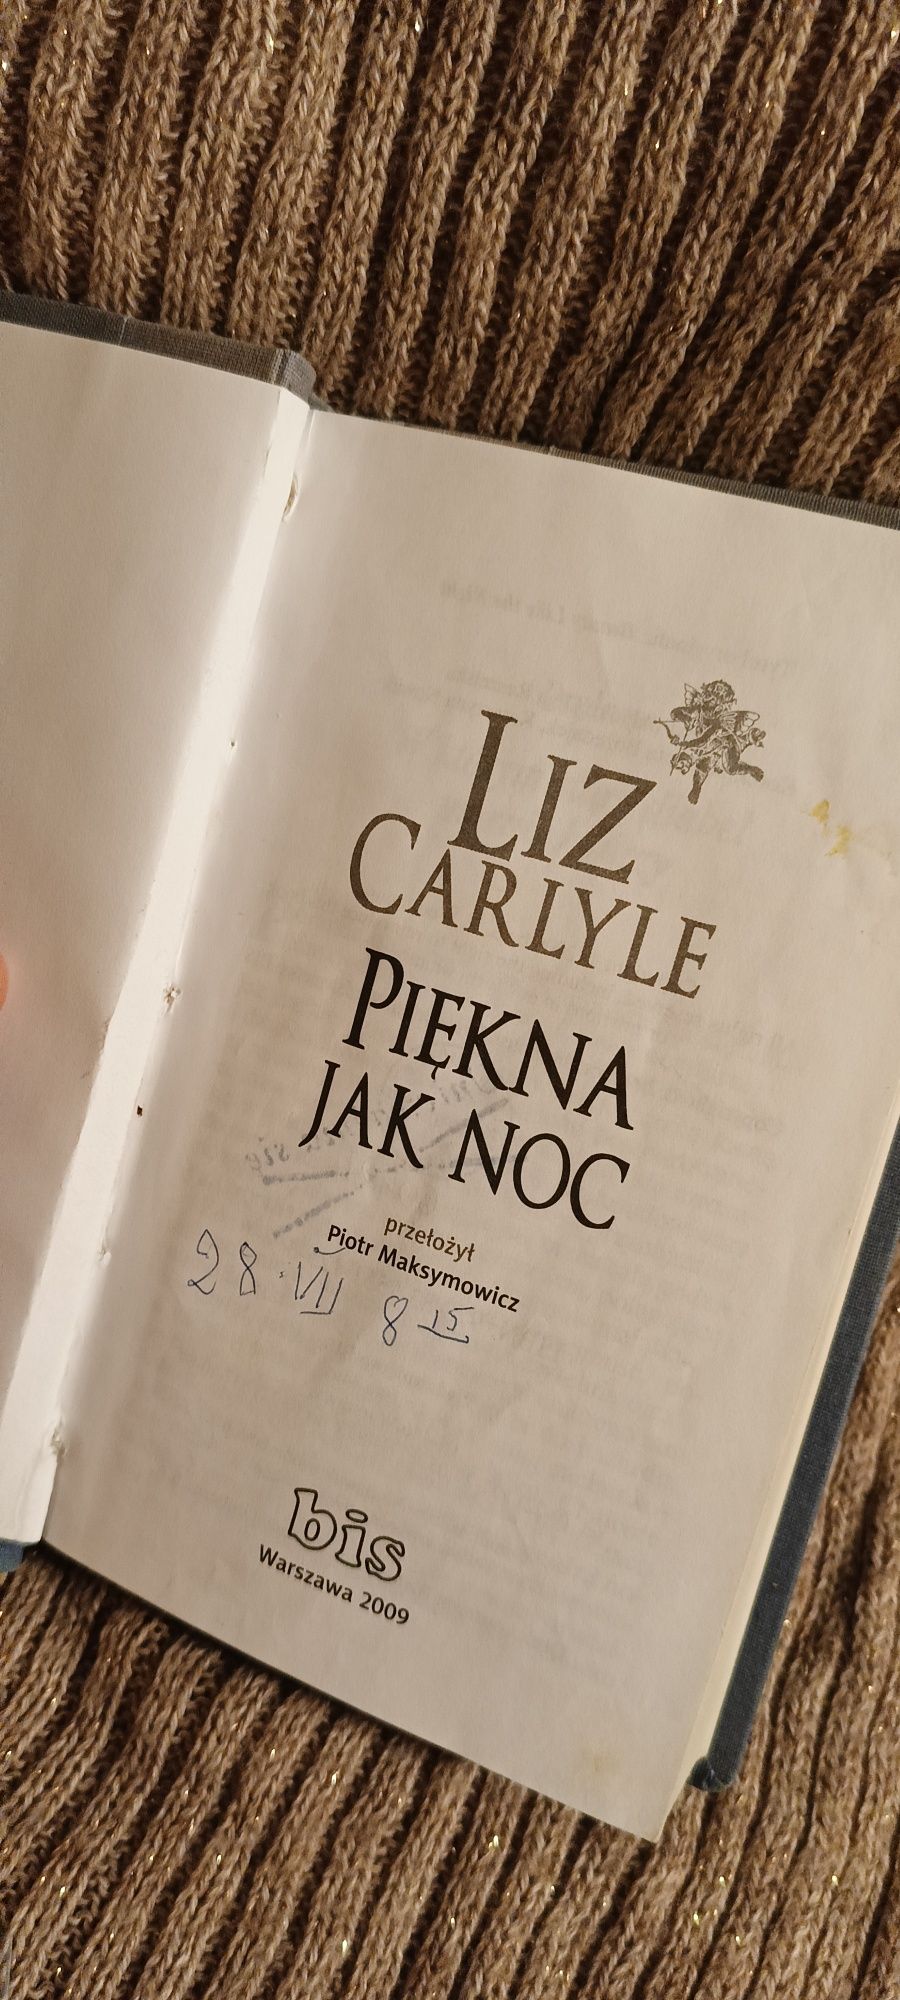 LIZ
CARLYLE
PIĘKNA
JAK NOC
przełożył
Piotr Maksymowicz
28 · VII 8 15
bis
Warszawa 2009